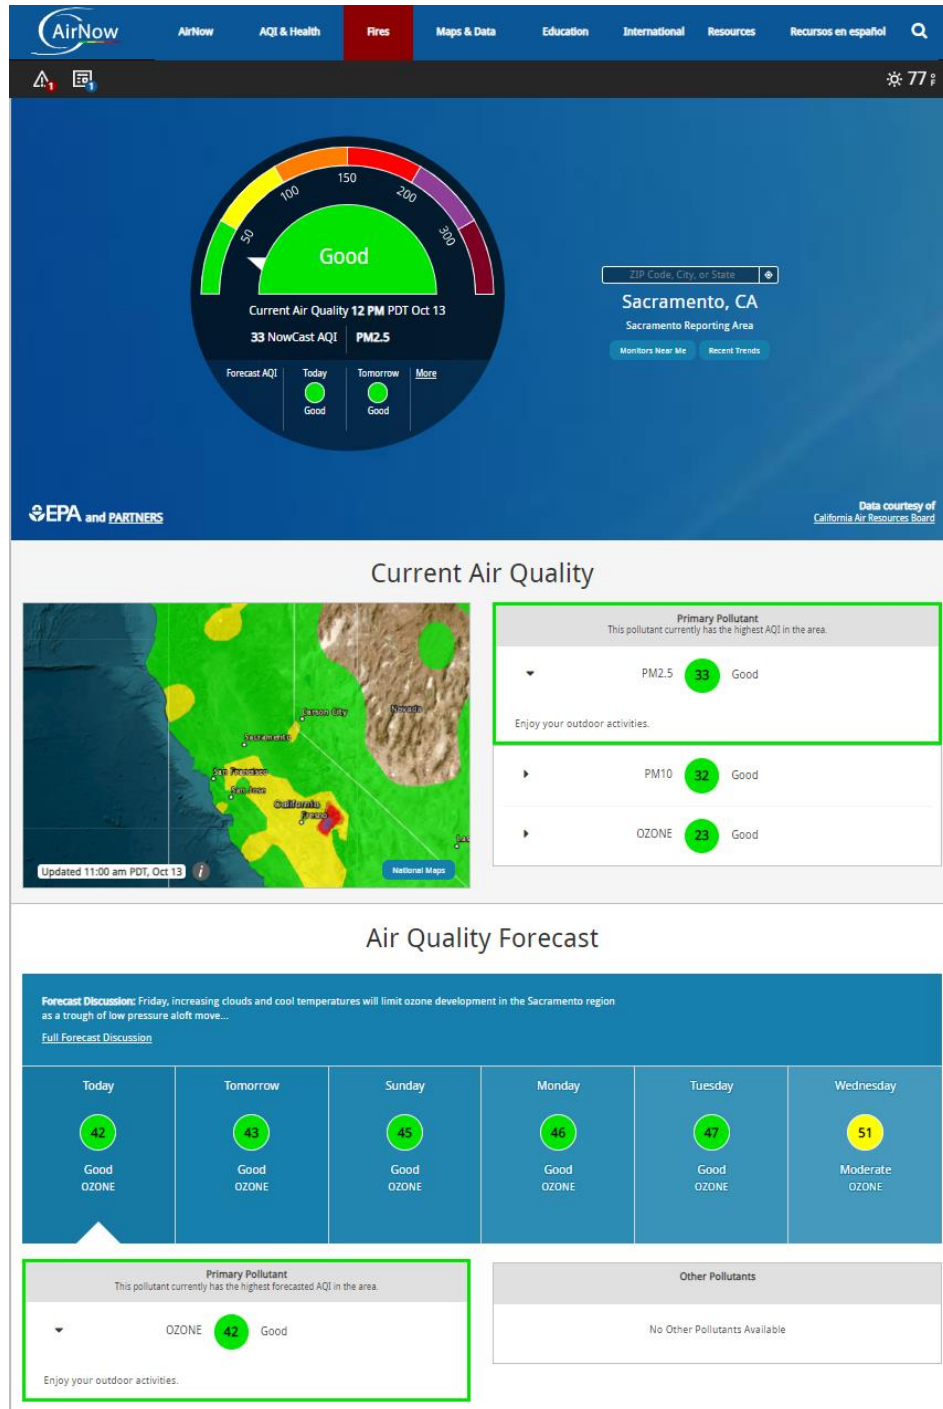 AirNow
AirNow
AQI & Health
Fires
Maps & Data
Education
International
Resources
Recursos en español
1
1
77 °F
50
100
150
200
300
Good
Current Air Quality 12 PM PDT Oct 13
33 NowCast AQI PM2.5
Forecast AQI Today Tomorrow More
Good Good
ZIP Code, City, or State
Sacramento, CA
Sacramento Reporting Area
Monitors Near Me Recent Trends
EPA and PARTNERS
Data courtesy of
California Air Resources Board
Current Air Quality
Carson City
Nevada
Sacramento
San Francisco
San Jose
California
Fresno
Las
Updated 11:00 am PDT, Oct 13
i
National Maps
Primary Pollutant
This pollutant currently has the highest AQI in the area.
PM2.5 33 Good
Enjoy your outdoor activities.
PM10 32 Good
OZONE 23 Good
Air Quality Forecast
Forecast Discussion: Friday, increasing clouds and cool temperatures will limit ozone development in the Sacramento region
as a trough of low pressure aloft move...
Full Forecast Discussion
Today Tomorrow Sunday Monday Tuesday Wednesday
42 43 45 46 47 51
Good Good Good Good Good Moderate
OZONE OZONE OZONE OZONE OZONE OZONE
Primary Pollutant
This pollutant currently has the highest forecasted AQI in the area.
OZONE 42 Good
Enjoy your outdoor activities.
Other Pollutants
No Other Pollutants Available